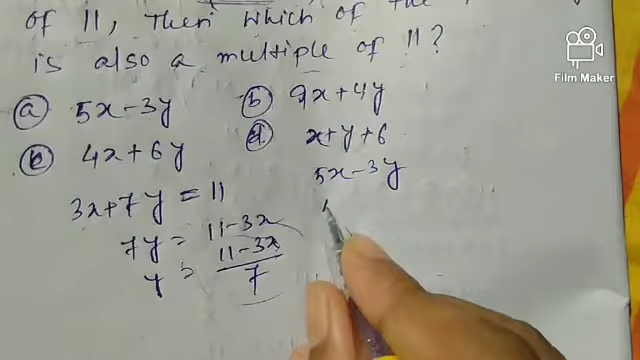 of 11, Then which of the
is also a multiple of 11?
(a) 5x-3y (b) 9x+4y
(c) 4x+6y (d) x+y+6
3x+7y = 11
7y = 11-3x
y = 11-3x / 7
5x-3y
Film Maker